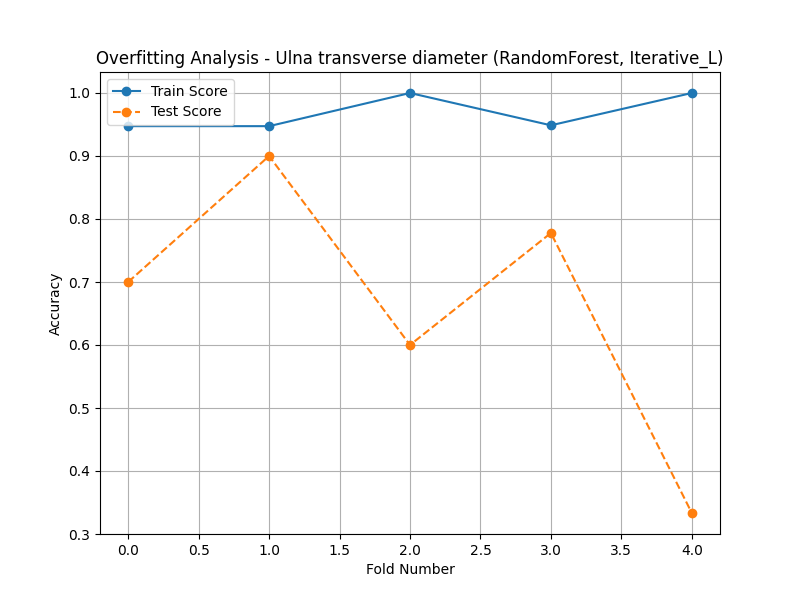 Overfitting Analysis - Ulna transverse diameter (RandomForest, Iterative_L)
Train Score
Test Score
1.0
0.9
0.8
0.7
0.6
0.5
0.4
0.3
Accuracy
0.0 0.5 1.0 1.5 2.0 2.5 3.0 3.5 4.0
Fold Number